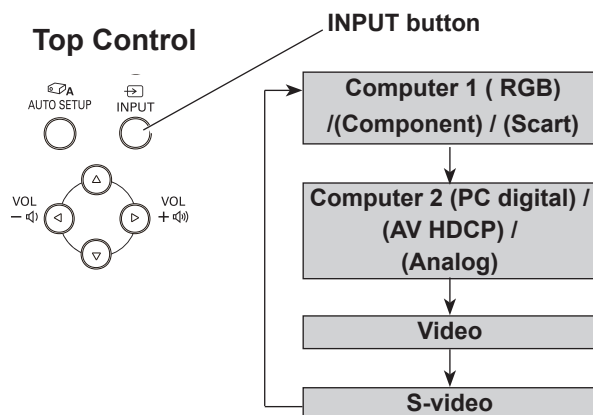 Top Control
INPUT button
A
AUTO SETUP
INPUT
VOL
–
VOL
+
Computer 1 ( RGB)
/(Component) / (Scart)
Computer 2 (PC digital) /
(AV HDCP) /
(Analog)
Video
S-video